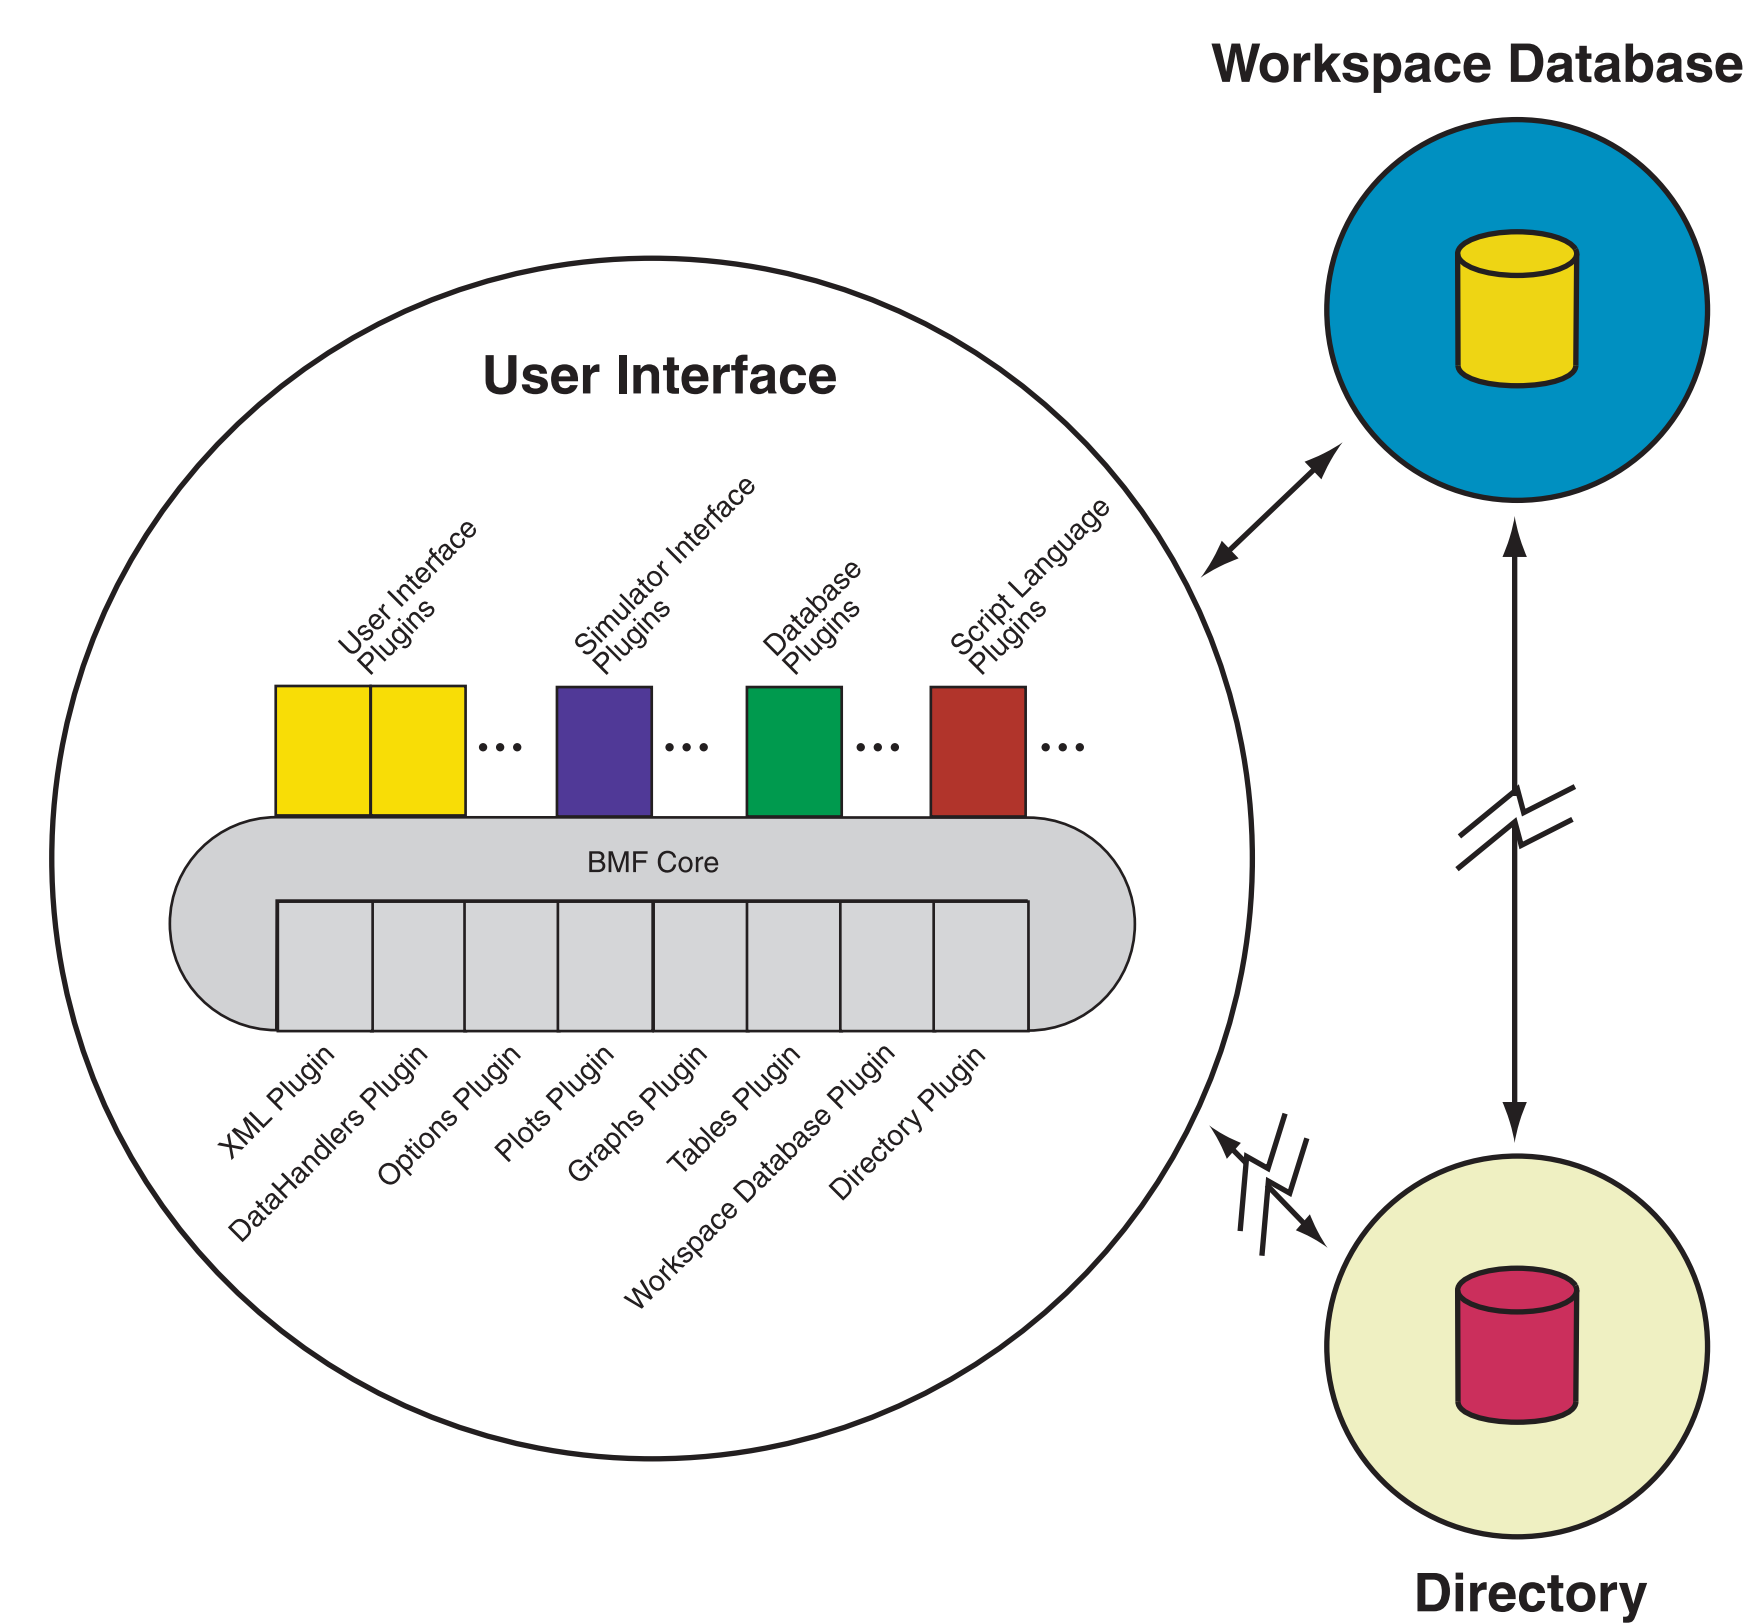 Workspace Database
User Interface
User Interface
Plugins
Simulator Interface
Plugins
Database
Plugins
Script Language
Plugins
BMF Core
XML Plugin
DataHandlers Plugin
Options Plugin
Plots Plugin
Graphs Plugin
Tables Plugin
Workspace Database Plugin
Directory Plugin
Directory